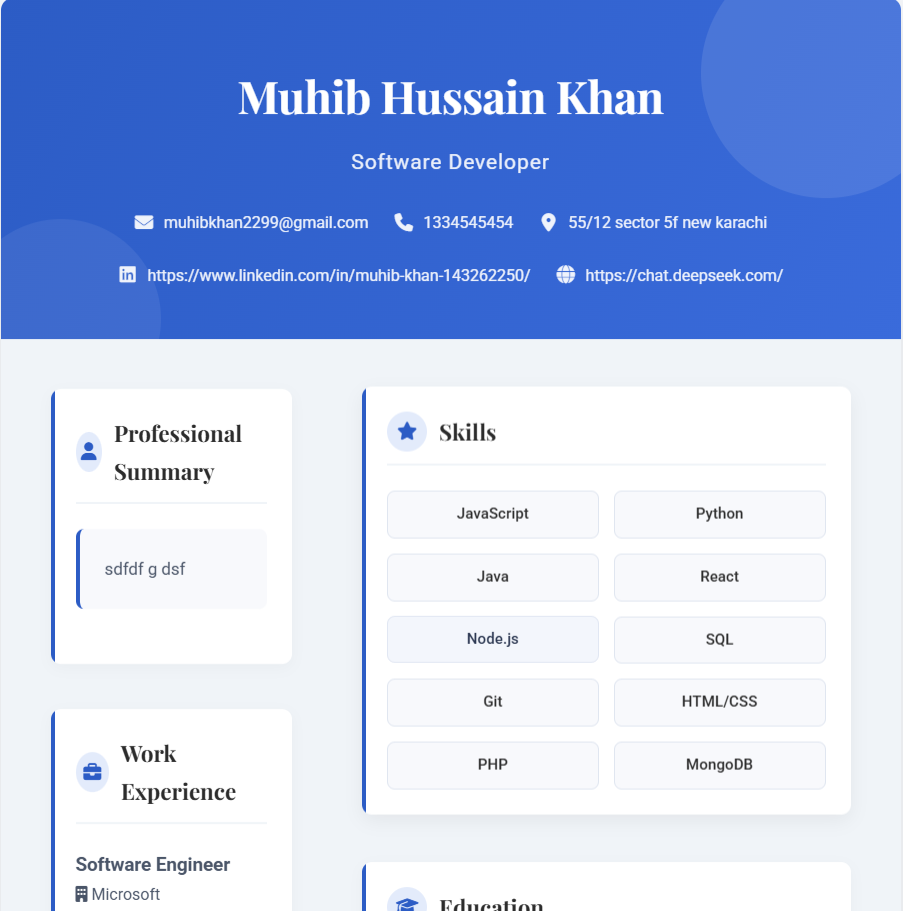 Muhib Hussain Khan
Software Developer
muhibkhan2299@gmail.com 1334545454 55/12 sector 5f new karachi
https://www.linkedin.com/in/muhib-khan-143262250/ https://chat.deepseek.com/
Professional
Summary
sdfdf g dsf
Work
Experience
Software Engineer
Microsoft
Skills
JavaScript Python
Java React
Node.js SQL
Git HTML/CSS
PHP MongoDB
Education